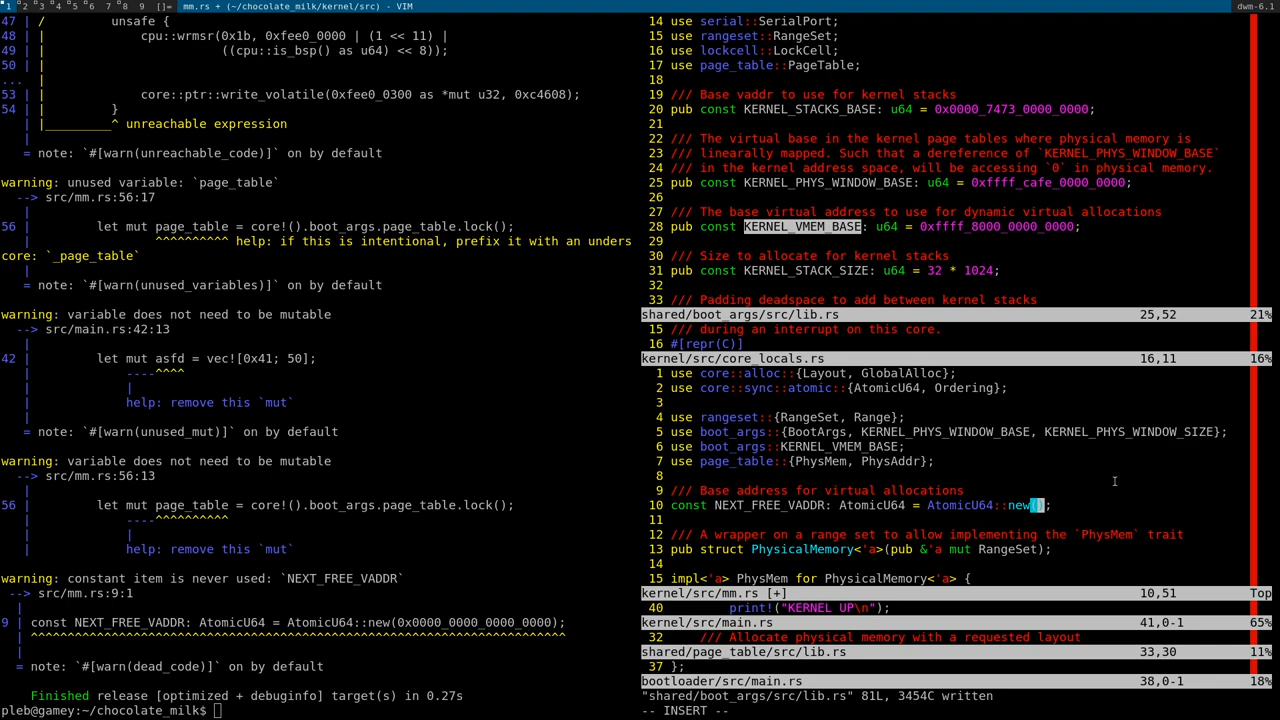 1 2 3 4 5 6 7 8 9 []= mm.rs + (~/chocolate_milk/kernel/src) - VIM dwm-6.1
47 | /         unsafe {
48 | |             cpu::wrmsr(0x1b, 0xfee0_0000 | (1 << 11) |
49 | |                        ((cpu::is_bsp() as u64) << 8));
50 | |
...  |
53 | |             core::ptr::write_volatile(0xfee0_0300 as *mut u32, 0xc4608);
54 | |         }
   | |_________^ unreachable expression
   |
   = note: `#[warn(unreachable_code)]` on by default
warning: unused variable: `page_table`
  --> src/mm.rs:56:17
   |
56 |         let mut page_table = core!().boot_args.page_table.lock();
   |                 ^^^^^^^^^^ help: if this is intentional, prefix it with an unders
core: `_page_table`
   |
   = note: `#[warn(unused_variables)]` on by default
warning: variable does not need to be mutable
  --> src/main.rs:42:13
   |
42 |         let mut asfd = vec![0x41; 50];
   |             ----^^^^
   |             |
   |             help: remove this `mut`
   |
   = note: `#[warn(unused_mut)]` on by default
warning: variable does not need to be mutable
  --> src/mm.rs:56:13
   |
56 |         let mut page_table = core!().boot_args.page_table.lock();
   |             ----^^^^^^^^^^
   |             |
   |             help: remove this `mut`
warning: constant item is never used: `NEXT_FREE_VADDR`
 --> src/mm.rs:9:1
  |
9 | const NEXT_FREE_VADDR: AtomicU64 = AtomicU64::new(0x0000_0000_0000_0000);
  | ^^^^^^^^^^^^^^^^^^^^^^^^^^^^^^^^^^^^^^^^^^^^^^^^^^^^^^^^^^^^^^^^^^^^^^^^^
  |
  = note: `#[warn(dead_code)]` on by default
    Finished release [optimized + debuginfo] target(s) in 0.27s
pleb@gamey:~/chocolate_milk$
14 use serial::SerialPort;
15 use rangeset::RangeSet;
16 use lockcell::LockCell;
17 use page_table::PageTable;
18
19 /// Base vaddr to use for kernel stacks
20 pub const KERNEL_STACKS_BASE: u64 = 0x0000_7473_0000_0000;
21
22 /// The virtual base in the kernel page tables where physical memory is
23 /// linearally mapped. Such that a dereference of `KERNEL_PHYS_WINDOW_BASE`
24 /// in the kernel address space, will be accessing `0` in physical memory.
25 pub const KERNEL_PHYS_WINDOW_BASE: u64 = 0xffff_cafe_0000_0000;
26
27 /// The base virtual address to use for dynamic virtual allocations
28 pub const KERNEL_VMEM_BASE: u64 = 0xffff_8000_0000_0000;
29
30 /// Size to allocate for kernel stacks
31 pub const KERNEL_STACK_SIZE: u64 = 32 * 1024;
32
33 /// Padding deadspace to add between kernel stacks
shared/boot_args/src/lib.rs 25,52 21%
15 /// during an interrupt on this core.
16 #[repr(C)]
kernel/src/core_locals.rs 16,11 16%
1 use core::alloc::{Layout, GlobalAlloc};
2 use core::sync::atomic::{AtomicU64, Ordering};
3
4 use rangeset::{RangeSet, Range};
5 use boot_args::{BootArgs, KERNEL_PHYS_WINDOW_BASE, KERNEL_PHYS_WINDOW_SIZE};
6 use boot_args::KERNEL_VMEM_BASE;
7 use page_table::{PhysMem, PhysAddr};
8
9 /// Base address for virtual allocations
10 const NEXT_FREE_VADDR: AtomicU64 = AtomicU64::new();
11
12 /// A wrapper on a range set to allow implementing the `PhysMem` trait
13 pub struct PhysicalMemory<'a>(pub &'a mut RangeSet);
14
15 impl<'a> PhysMem for PhysicalMemory<'a> {
kernel/src/mm.rs [+] 10,51 Top
40         print!("KERNEL UP\n");
kernel/src/main.rs 41,0-1 65%
32     /// Allocate physical memory with a requested layout
shared/page_table/src/lib.rs 33,30 11%
37 };
bootloader/src/main.rs 38,0-1 18%
"shared/boot_args/src/lib.rs" 81L, 3454C written
-- INSERT --